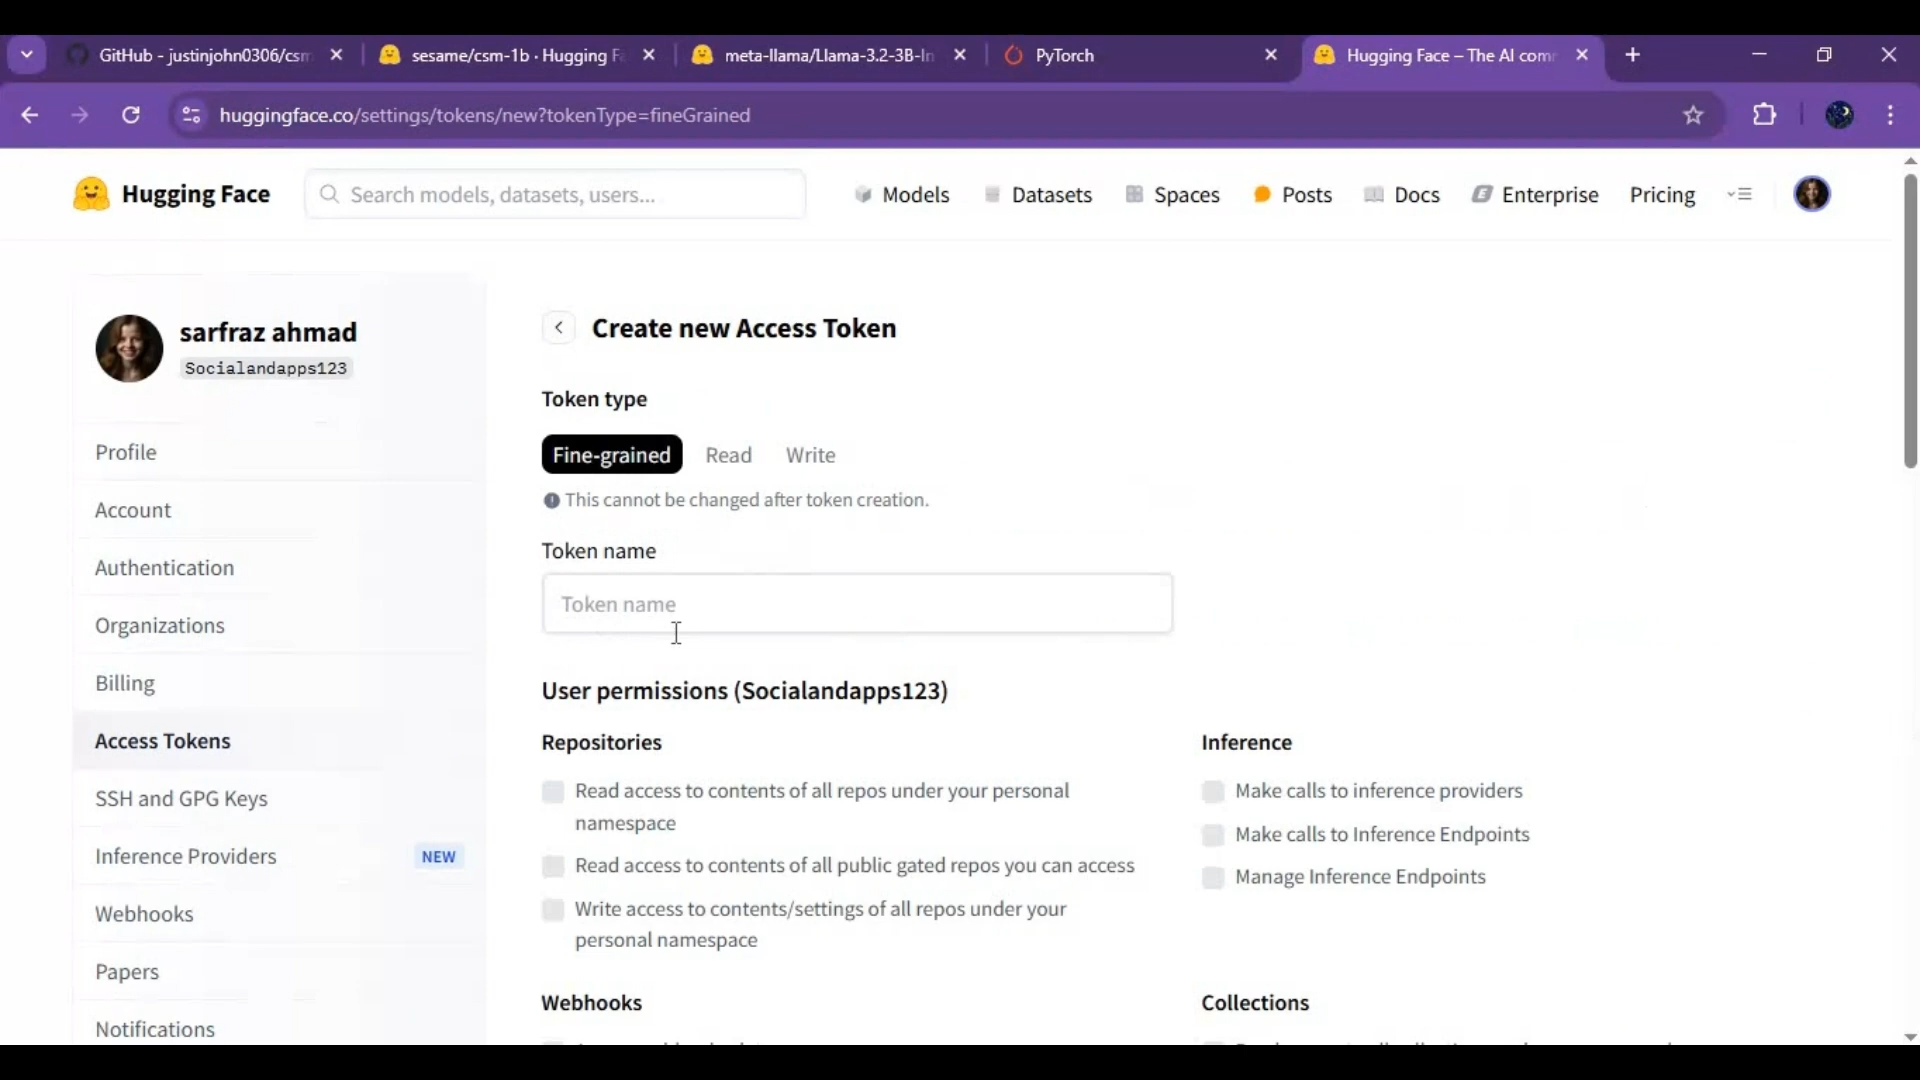 GitHub - justinjohn0306/csm
sesame/csm-1b · Hugging Fa
meta-llama/Llama-3.2-3B-In
PyTorch
Hugging Face – The AI com
huggingface.co/settings/tokens/new?tokenType=fineGrained
Hugging Face
Search models, datasets, users...
Models
Datasets
Spaces
Posts
Docs
Enterprise
Pricing
sarfraz ahmad
Socialandapps123
Profile
Account
Authentication
Organizations
Billing
Access Tokens
SSH and GPG Keys
Inference Providers
NEW
Webhooks
Papers
Notifications
Create new Access Token
Token type
Fine-grained
Read
Write
This cannot be changed after token creation.
Token name
Token name
User permissions (Socialandapps123)
Repositories
Read access to contents of all repos under your personal
namespace
Read access to contents of all public gated repos you can access
Write access to contents/settings of all repos under your
personal namespace
Inference
Make calls to inference providers
Make calls to Inference Endpoints
Manage Inference Endpoints
Webhooks
Collections